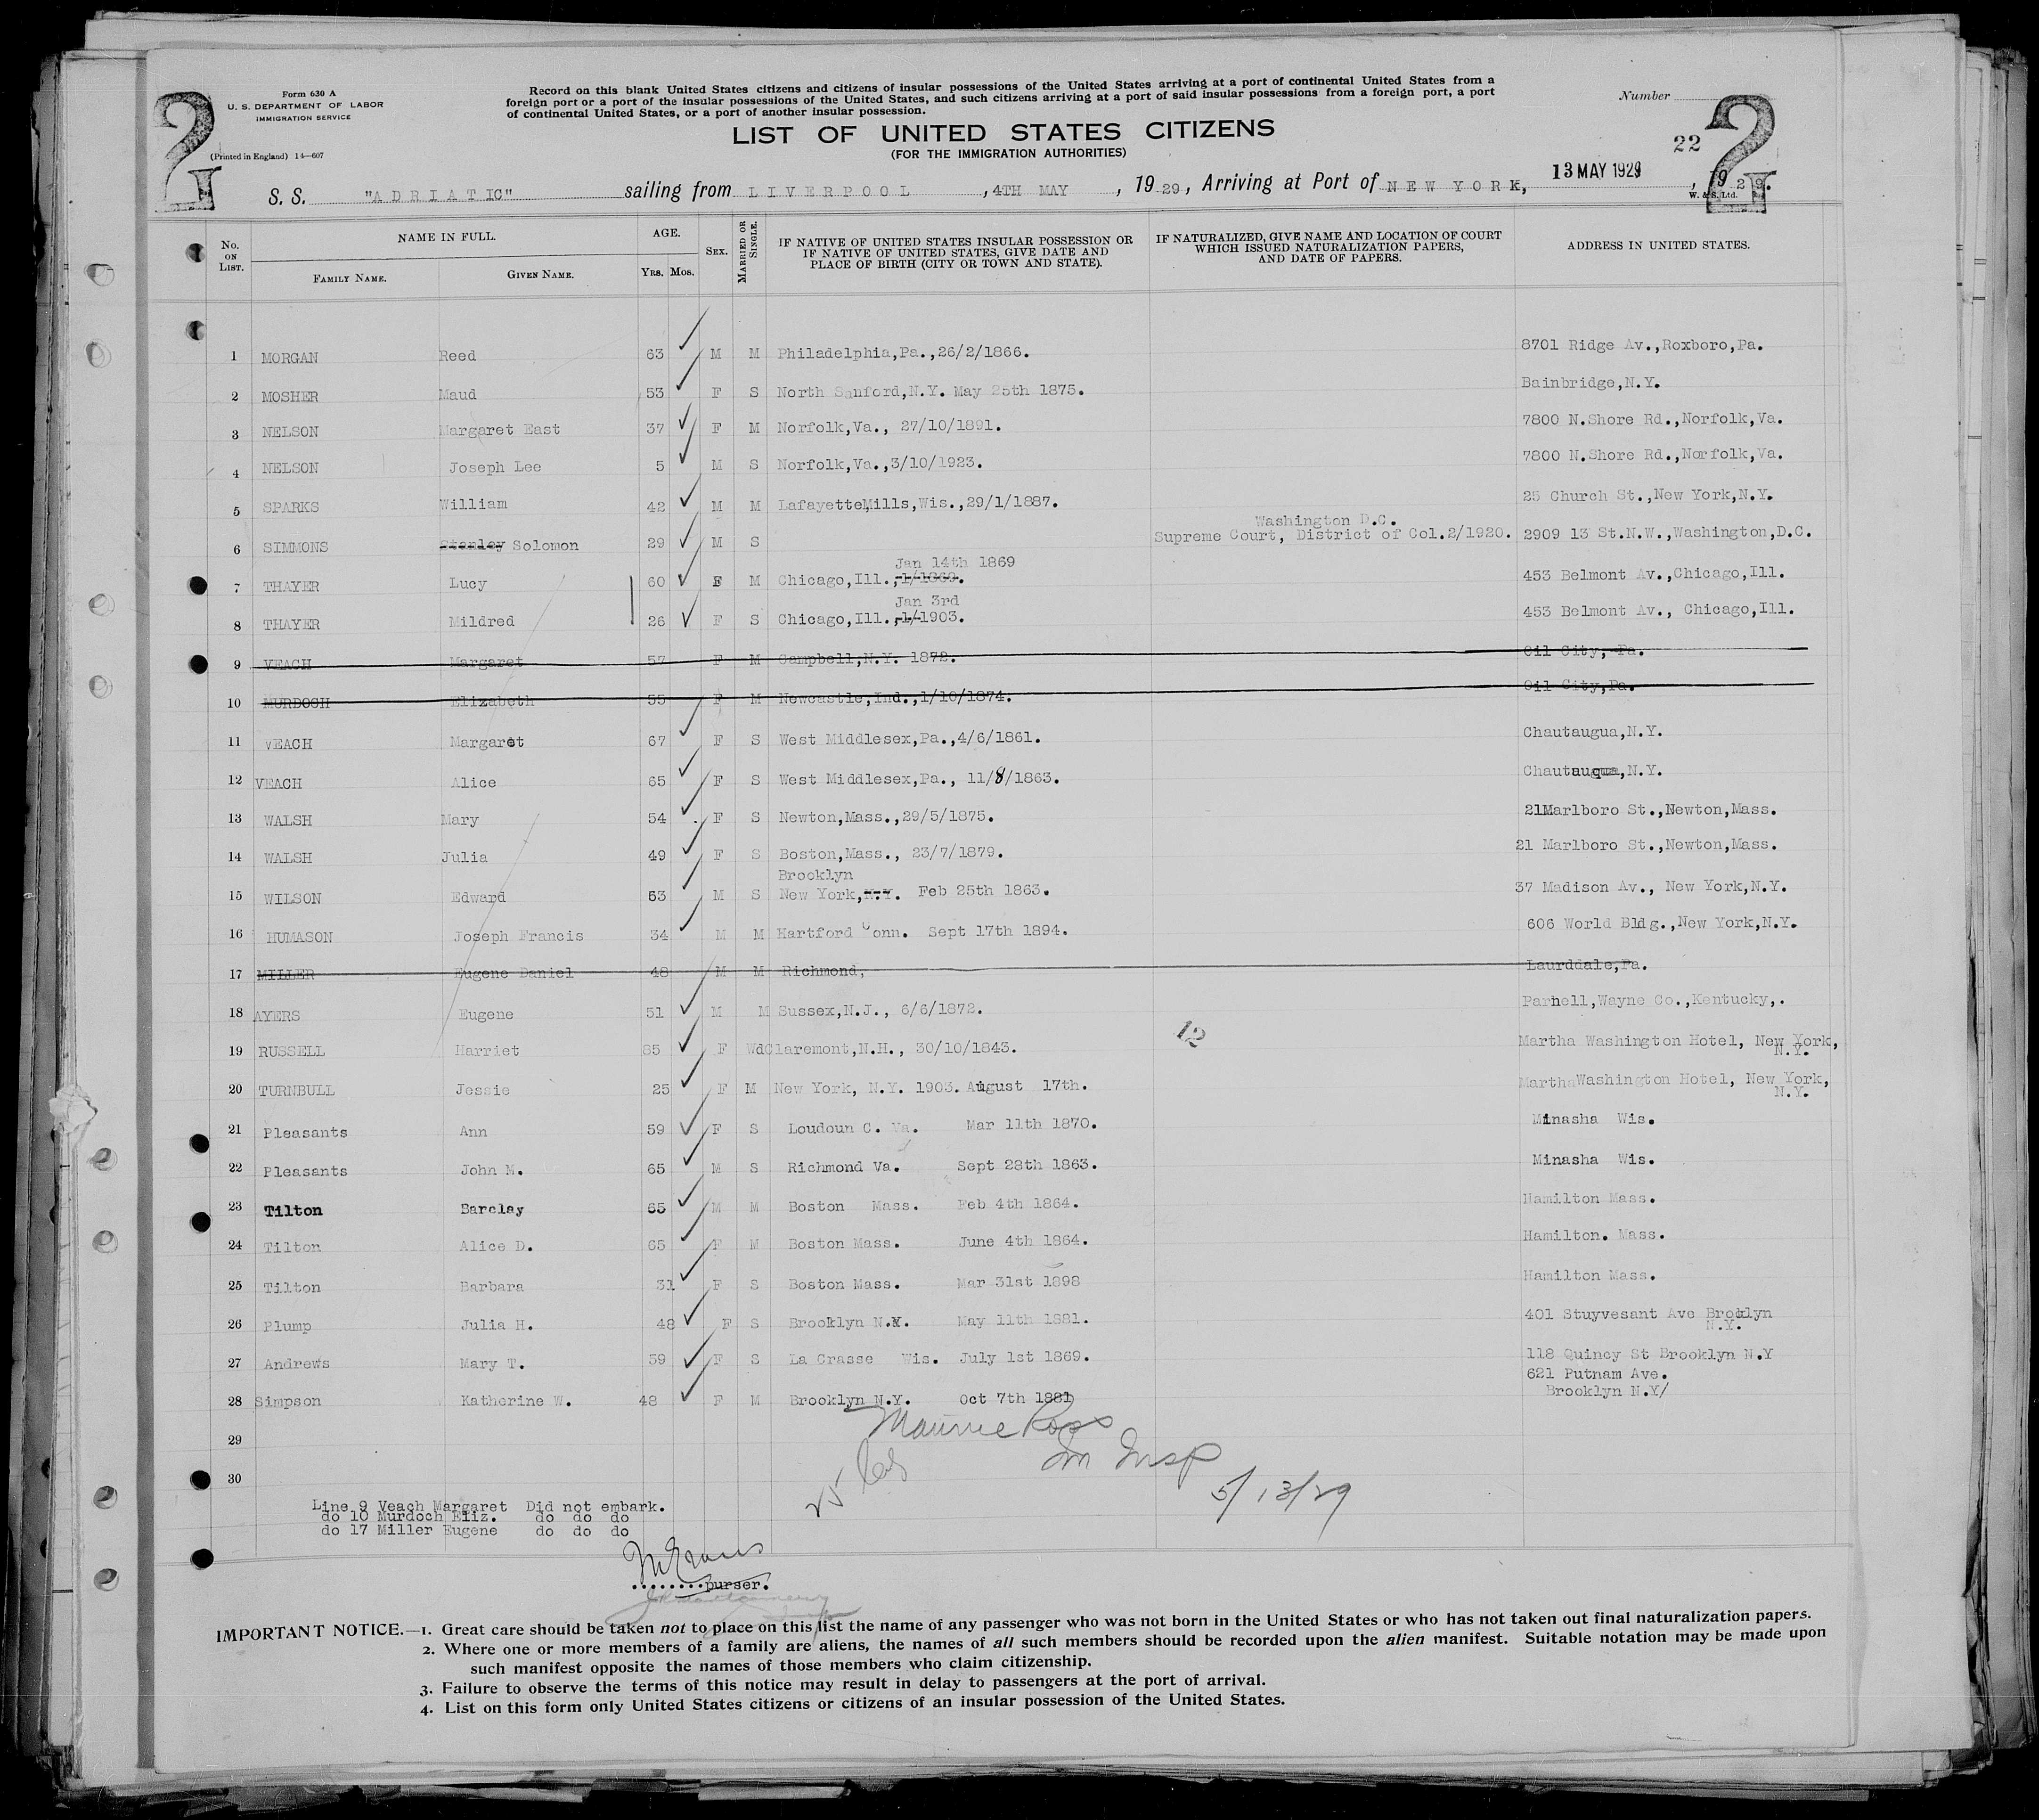 Form 630 A
U. S. DEPARTMENT OF LABOR
IMMIGRATION SERVICE
(Printed in England) 14—607
Record on this blank United States citizens and citizens of insular possessions of the United States arriving at a port of continental United States from a
foreign port or a port of the insular possessions of the United States, and such citizens arriving at a port of said insular possessions from a foreign port, a port
of continental United States, or a port of another insular possession.
Number
2 2
22
LIST OF UNITED STATES CITIZENS
(FOR THE IMMIGRATION AUTHORITIES)
S. S. "ADRIATIC" sailing from LIVERPOOL, 4TH MAY, 1929, Arriving at Port of NEW YORK, 13 MAY 1929, 1929.
W. & S. Ltd.
No. ON LIST. NAME IN FULL. FAMILY NAME. GIVEN NAME. AGE. YRS. MOS. SEX. MARRIED OR SINGLE. IF NATIVE OF UNITED STATES INSULAR POSSESSION OR IF NATIVE OF UNITED STATES, GIVE DATE AND PLACE OF BIRTH (CITY OR TOWN AND STATE). IF NATURALIZED, GIVE NAME AND LOCATION OF COURT WHICH ISSUED NATURALIZATION PAPERS, AND DATE OF PAPERS. ADDRESS IN UNITED STATES.
1 MORGAN Reed 63 M M Philadelphia,Pa.,26/2/1866. 8701 Ridge Av.,Roxboro,Pa.
2 MOSHER Maud 53 F S North Sanford,N.Y. May 25th 1875. Bainbridge,N.Y.
3 NELSON Margaret East 37 F M Norfolk,Va., 27/10/1891. 7800 N.Shore Rd.,Norfolk,Va.
4 NELSON Joseph Lee 5 M S Norfolk,Va.,3/10/1923. 7800 N.Shore Rd.,Norfolk,Va.
5 SPARKS William 42 M M Lafayette,Mills,Wis.,29/1/1887. 25 Church St.,New York,N.Y.
Washington D.C.
6 SIMMONS Stanley Solomon 29 M S Supreme Court, District of Col.2/1920. 2909 13 St.N.W.,Washington,D.C.
Jan 14th 1869
7 THAYER Lucy 60 F M Chicago,Ill.,-1/1869. 453 Belmont Av.,Chicago,Ill.
Jan 3rd
8 THAYER Mildred 26 F S Chicago,Ill.,-1/-1903. 453 Belmont Av., Chicago,Ill.
9 VEACH Margaret 57 F M Campbell,N.Y. 1872. Oil City, Pa.
10 MURDOCH Elizabeth 55 F M Newcastle,Ind.,1/10/1874. Oil City,Pa.
11 VEACH Margaret 67 F S West Middlesex,Pa.,4/6/1861. Chautaugua,N.Y.
12 VEACH Alice 65 F S West Middlesex,Pa., 11/8/1863. Chautauqua,N.Y.
13 WALSH Mary 54 F S Newton,Mass.,29/5/1875. 21Marlboro St.,Newton,Mass.
14 WALSH Julia 49 F S Boston,Mass., 23/7/1879. 21 Marlboro St.,Newton,Mass.
Brooklyn
15 WILSON Edward 63 M S New York,N.Y. Feb 25th 1863. 37 Madison Av., New York,N.Y.
16 HUMASON Joseph Francis 34 M M Hartford Conn. Sept 17th 1894. 606 World Bldg.,New York,N.Y.
17 MILLER Eugene Daniel 48 M M Richmond, Laurddale,Pa.
18 AYERS Eugene 51 M M Sussex,N.J., 6/6/1872. Parnell,Wayne Co.,Kentucky,.
12
19 RUSSELL Harriet 85 F Wd Claremont,N.H., 30/10/1843. Martha Washington Hotel, New York,
N.Y.
20 TURNBULL Jessie 25 F M New York, N.Y. 1903. August 17th. Martha Washington Hotel, New York,
N.Y.
21 Pleasants Ann 59 F S Loudoun C. Va. Mar 11th 1870. Minasha Wis.
22 Pleasants John M. 65 M S Richmond Va. Sept 28th 1863. Minasha Wis.
23 Tilton Barclay 65 M M Boston Mass. Feb 4th 1864. Hamilton Mass.
24 Tilton Alice D. 65 F M Boston Mass. June 4th 1864. Hamilton. Mass.
25 Tilton Barbara 31 F S Boston Mass. Mar 31st 1898 Hamilton Mass.
26 Plump Julia H. 48 F S Brooklyn N.Y. May 11th 1881. 401 Stuyvesant Ave Brooklyn
N.Y.
27 Andrews Mary T. 59 F S La Crasse Wis. July 1st 1869. 118 Quincy St Brooklyn N.Y
621 Putnam Ave.
28 Simpson Katherine W. 48 F M Brooklyn N.Y. Oct 7th 1881 Brooklyn N.Y/
29
30
Im Insp
5/13/29
25
Line 9 Veach Margaret Did not embark.
do 10 Murdoch Eliz. do do do
do 17 Miller Eugene do do do
........purser.
IMPORTANT NOTICE.—1. Great care should be taken not to place on this list the name of any passenger who was not born in the United States or who has not taken out final naturalization papers.
2. Where one or more members of a family are aliens, the names of all such members should be recorded upon the alien manifest. Suitable notation may be made upon
such manifest opposite the names of those members who claim citizenship.
3. Failure to observe the terms of this notice may result in delay to passengers at the port of arrival.
4. List on this form only United States citizens or citizens of an insular possession of the United States.